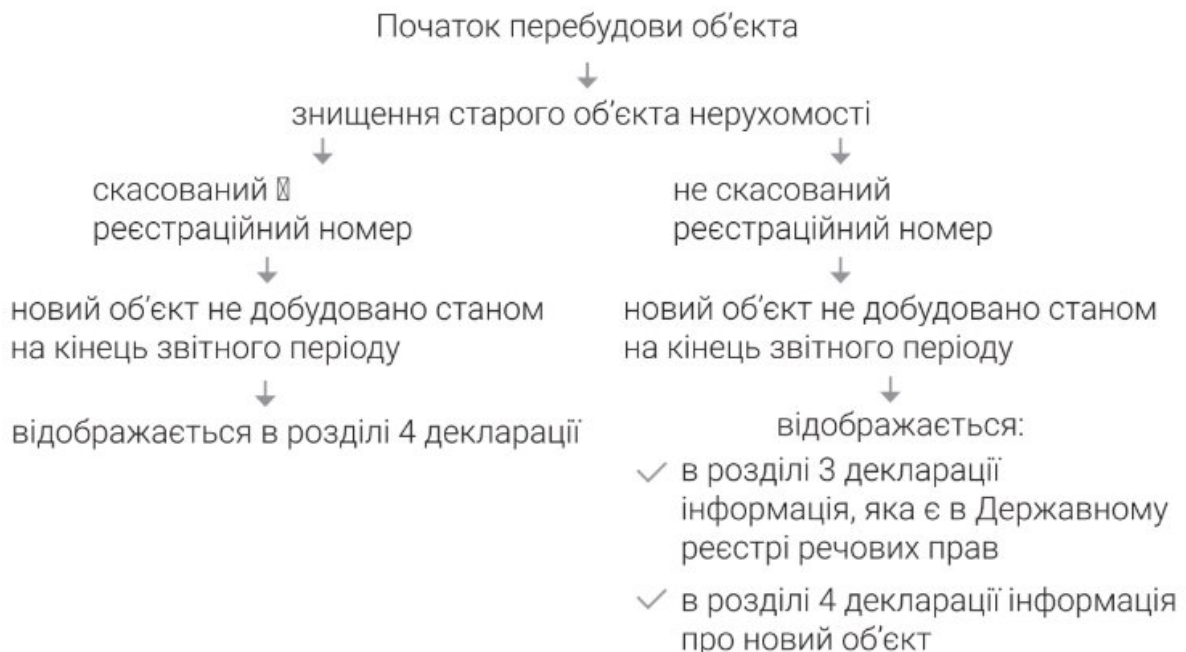 Початок перебудови об’єкта
знищення старого об’єкта нерухомості
скасований
реєстраційний номер
новий об’єкт не добудовано станом
на кінець звітного періоду
відображається в розділі 4 декларації
не скасований
реєстраційний номер
новий об’єкт не добудовано станом
на кінець звітного періоду
відображається:
в розділі 3 декларації
інформація, яка є в Державному
реєстрі речових прав
в розділі 4 декларації інформація
про новий об’єкт